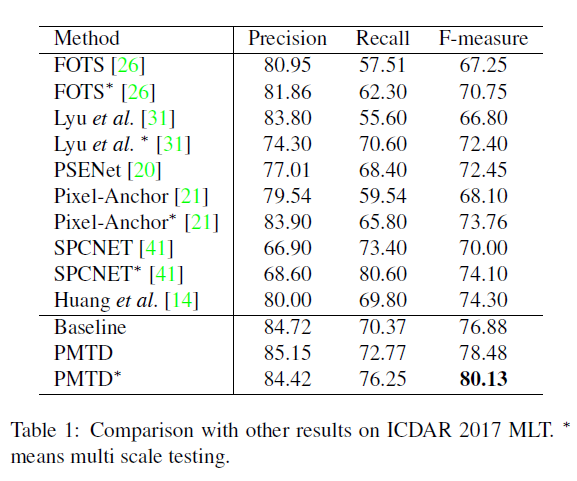 Method Precision Recall F-measure
FOTS [26] 80.95 57.51 67.25
FOTS* [26] 81.86 62.30 70.75
Lyu et al. [31] 83.80 55.60 66.80
Lyu et al. * [31] 74.30 70.60 72.40
PSENet [20] 77.01 68.40 72.45
Pixel-Anchor [21] 79.54 59.54 68.10
Pixel-Anchor* [21] 83.90 65.80 73.76
SPCNET [41] 66.90 73.40 70.00
SPCNET* [41] 68.60 80.60 74.10
Huang et al. [14] 80.00 69.80 74.30
Baseline 84.72 70.37 76.88
PMTD 85.15 72.77 78.48
PMTD* 84.42 76.25 80.13
Table 1: Comparison with other results on ICDAR 2017 MLT. *
means multi scale testing.